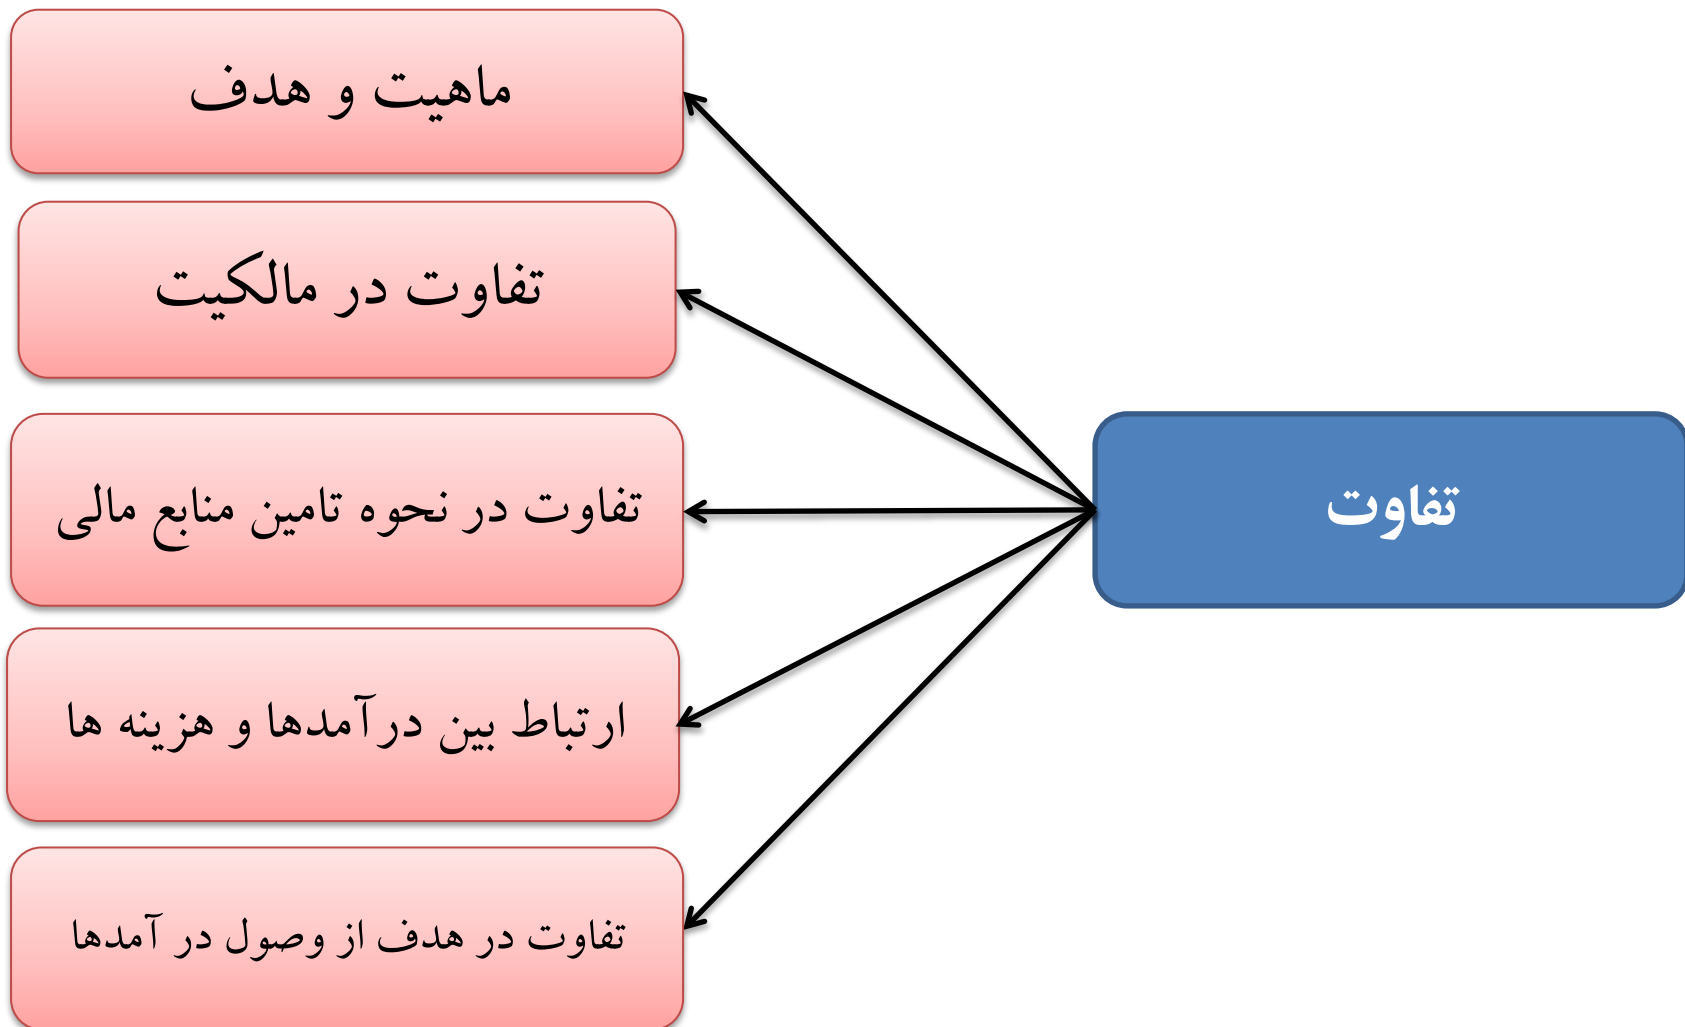 تفاوت
ماهیت و هدف
تفاوت در مالکیت
تفاوت در نحوه تامین منابع مالی
ارتباط بین درآمدها و هزینه ها
تفاوت در هدف از وصول در آمدها